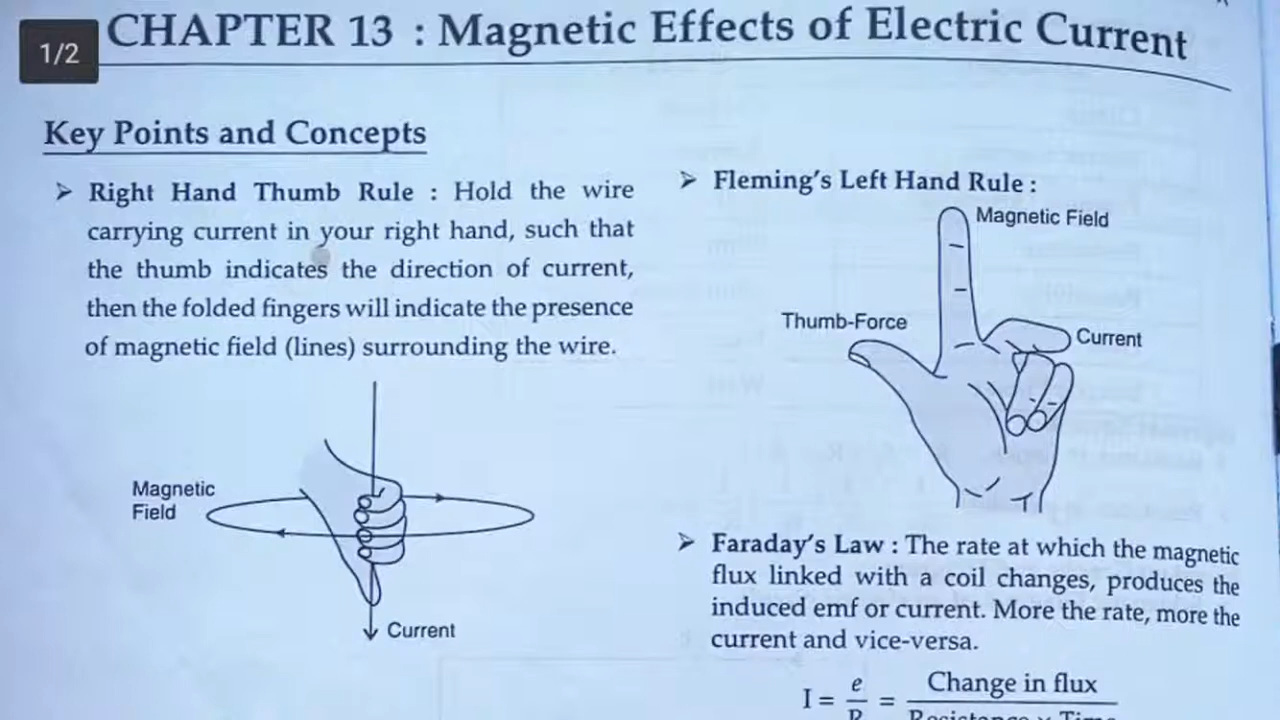 CHAPTER 13 : Magnetic Effects of Electric Current
1/2
Key Points and Concepts
➢ Right Hand Thumb Rule : Hold the wire
carrying current in your right hand, such that
the thumb indicates the direction of current,
then the folded fingers will indicate the presence
of magnetic field (lines) surrounding the wire.
Magnetic
Field
Current
➢ Fleming's Left Hand Rule :
Magnetic Field
Thumb-Force
Current
➢ Faraday's Law : The rate at which the magnetic
flux linked with a coil changes, produces the
induced emf or current. More the rate, more the
current and vice-versa.
I = e/R = Change in flux
Resistance × Time